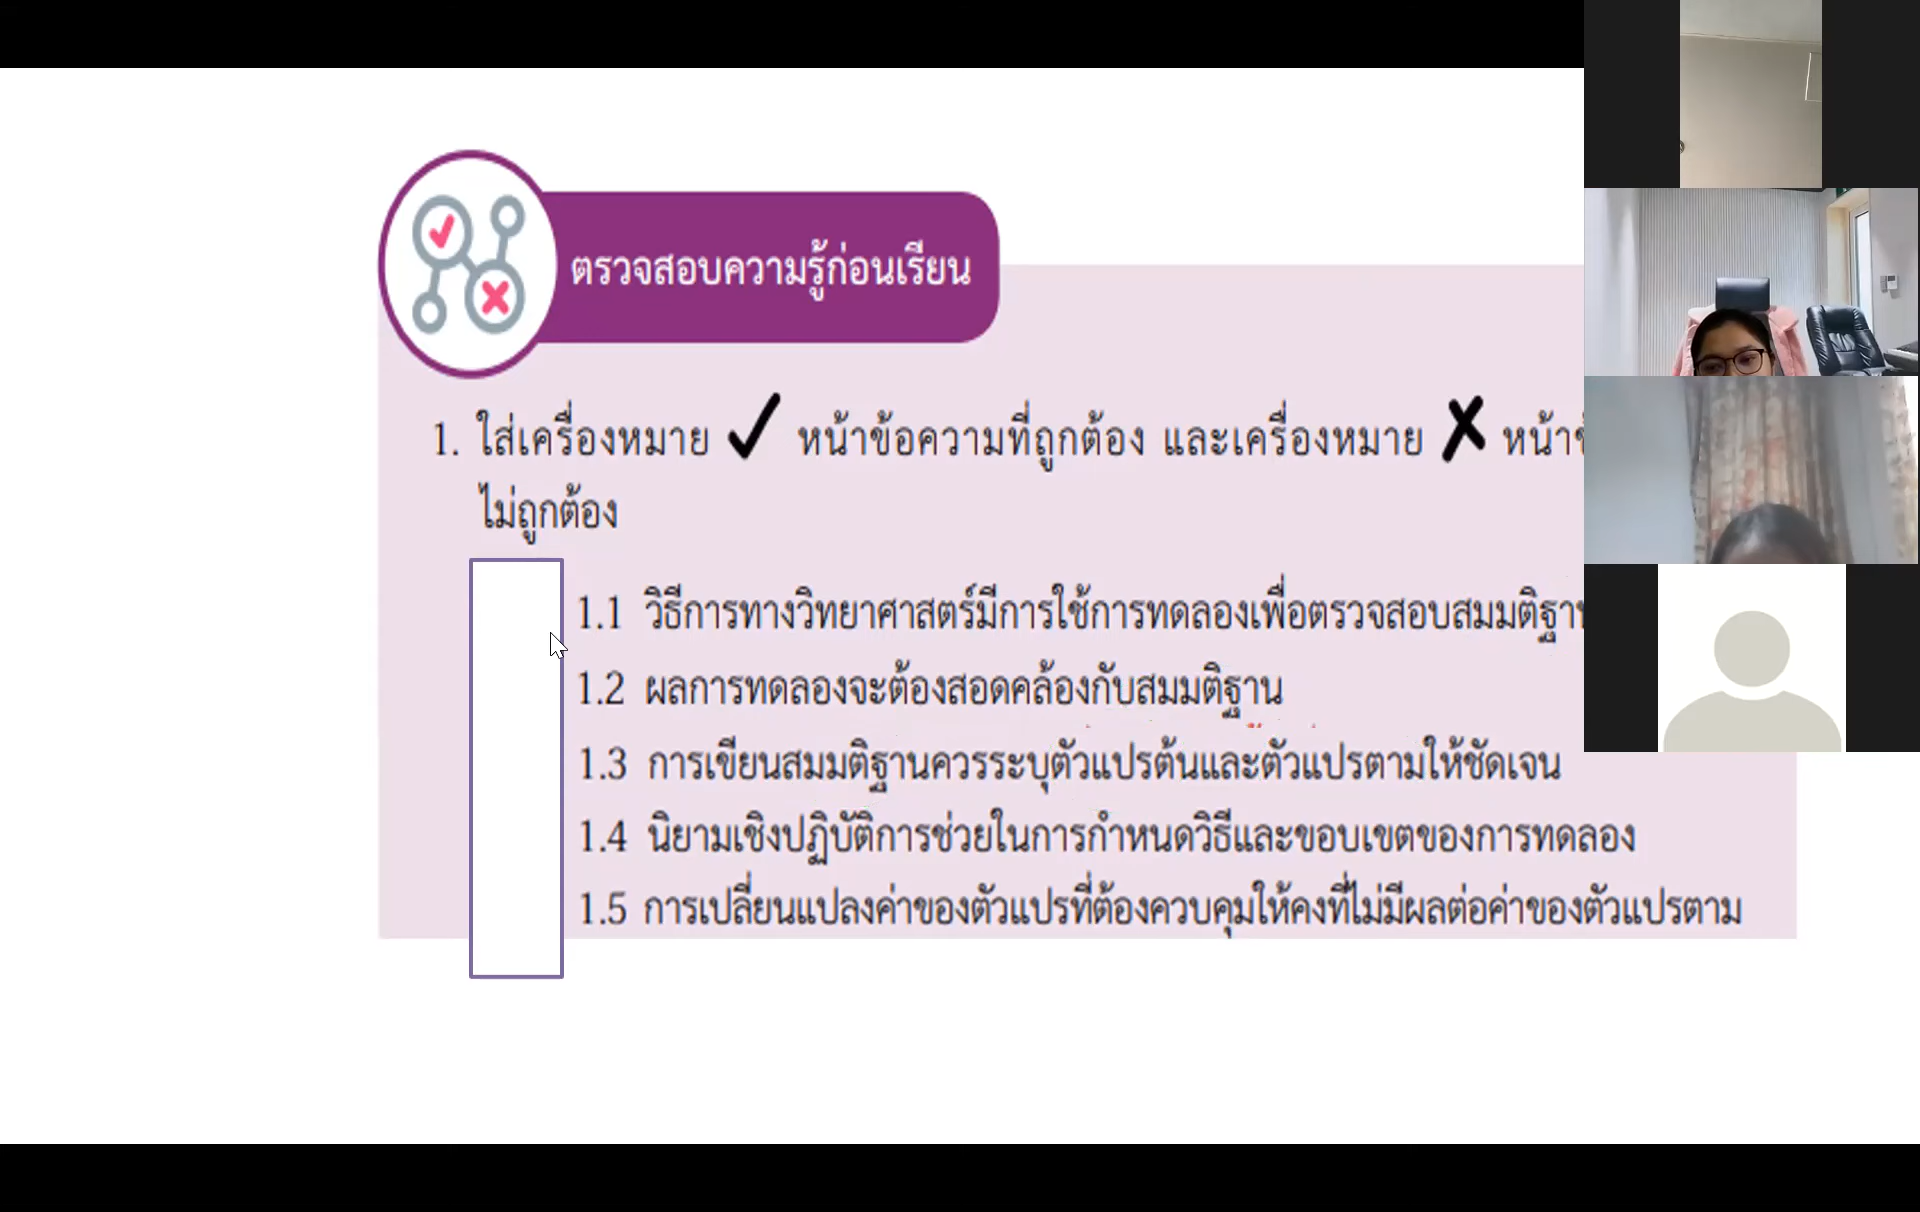 ตรวจสอบความรู้ก่อนเรียน
1. ใส่เครื่องหมาย ✓ หน้าข้อความที่ถูกต้อง และเครื่องหมาย ✗
ไม่ถูกต้อง
1.1 วิธีการทางวิทยาศาสตร์มีการใช้การทดลองเพื่อตรวจสอบสมมติฐาน
1.2 ผลการทดลองจะต้องสอดคล้องกับสมมติฐาน
1.3 การเขียนสมมติฐานควรระบุตัวแปรต้นและตัวแปรตามให้ชัดเจน
1.4 นิยามเชิงปฏิบัติการช่วยในการกำหนดวิธีและขอบเขตของการทดลอง
1.5 การเปลี่ยนแปลงค่าของตัวแปรที่ต้องควบคุมให้คงที่ไม่มีผลต่อค่าของตัวแปรตาม